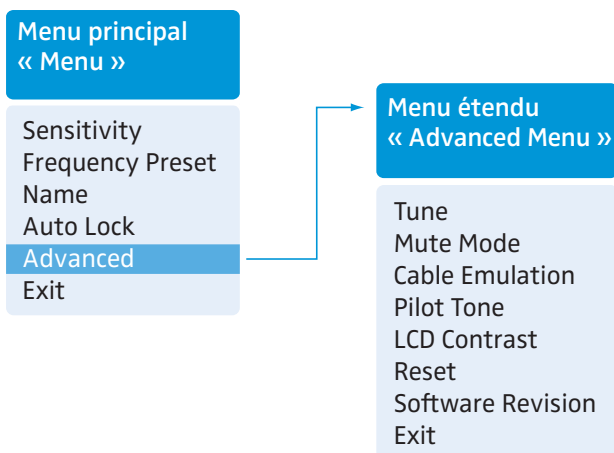 Menu principal
« Menu »
Sensitivity
Frequency Preset
Name
Auto Lock
Advanced
Exit
Menu étendu
« Advanced Menu »
Tune
Mute Mode
Cable Emulation
Pilot Tone
LCD Contrast
Reset
Software Revision
Exit